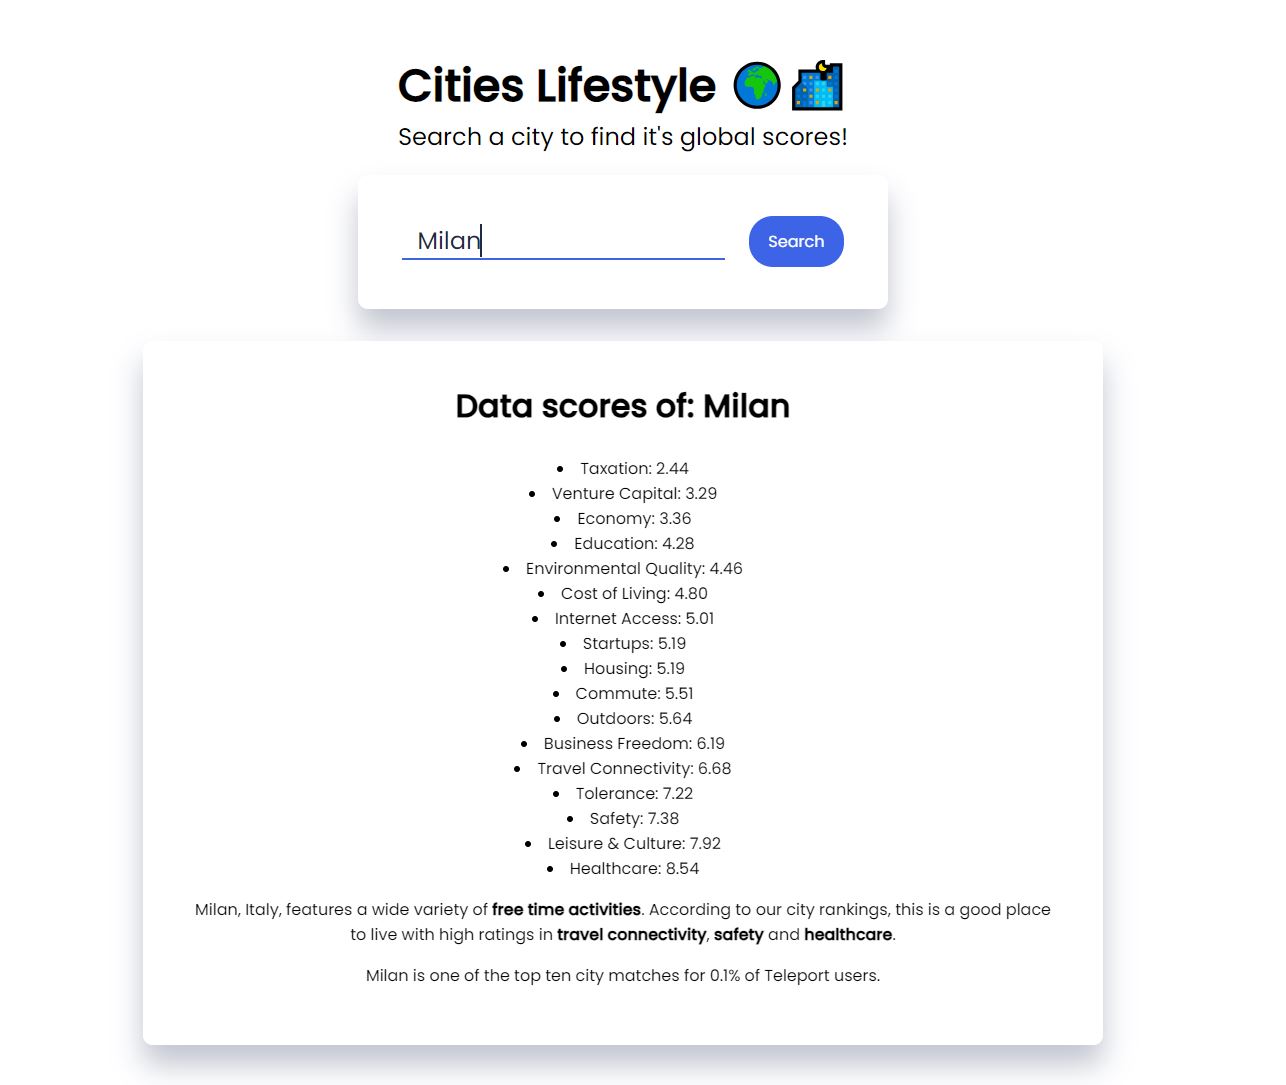 Cities Lifestyle 🌍 🌃
Search a city to find it's global scores!
Milan
Search
Data scores of: Milan
• Taxation: 2.44
• Venture Capital: 3.29
• Economy: 3.36
• Education: 4.28
• Environmental Quality: 4.46
• Cost of Living: 4.80
• Internet Access: 5.01
• Startups: 5.19
• Housing: 5.19
• Commute: 5.51
• Outdoors: 5.64
• Business Freedom: 6.19
• Travel Connectivity: 6.68
• Tolerance: 7.22
• Safety: 7.38
• Leisure & Culture: 7.92
• Healthcare: 8.54
Milan, Italy, features a wide variety of free time activities. According to our city rankings, this is a good place
to live with high ratings in travel connectivity, safety and healthcare.
Milan is one of the top ten city matches for 0.1% of Teleport users.